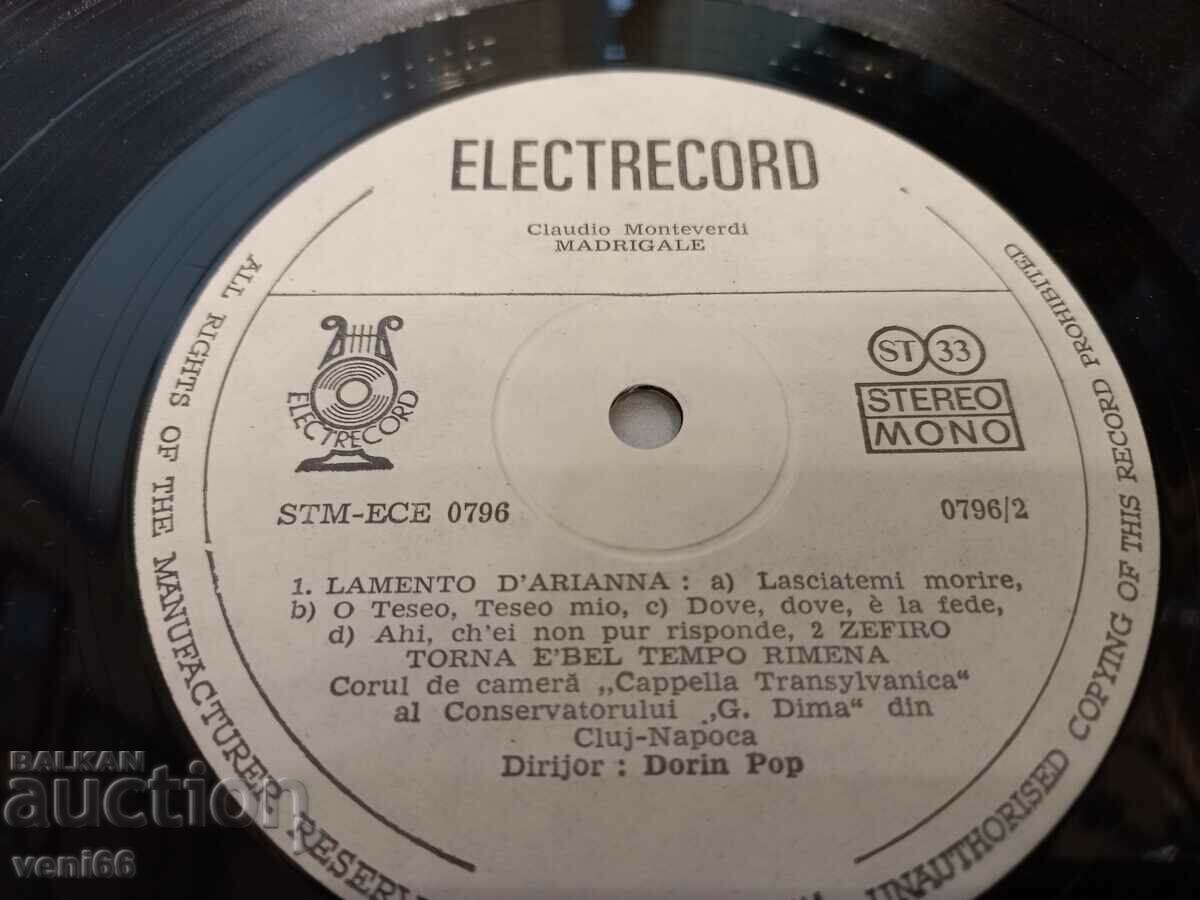 ELECTRECORD
Claudio Monteverdi
MADRIGALE
ELECTRECORD
ST 33
STEREO
MONO
STM-ECE 0796
0796/2
1. LAMENTO D'ARIANNA : a) Lasciatemi morire,
b) O Teseo, Teseo mio, c) Dove, dove, è la fede,
d) Ahi, ch'ei non pur risponde, 2 ZEFIRO
TORNA E'BEL TEMPO RIMENA
Corul de cameră „Cappella Transylvanica“
al Conservatorului „G. Dima“ din
Cluj-Napoca
Dirijor : Dorin Pop
ALL RIGHTS OF THE MANUFACTURER
UNAUTHORISED COPYING OF THIS RECORD PROHIBITED
BALKAN
auction
veni66